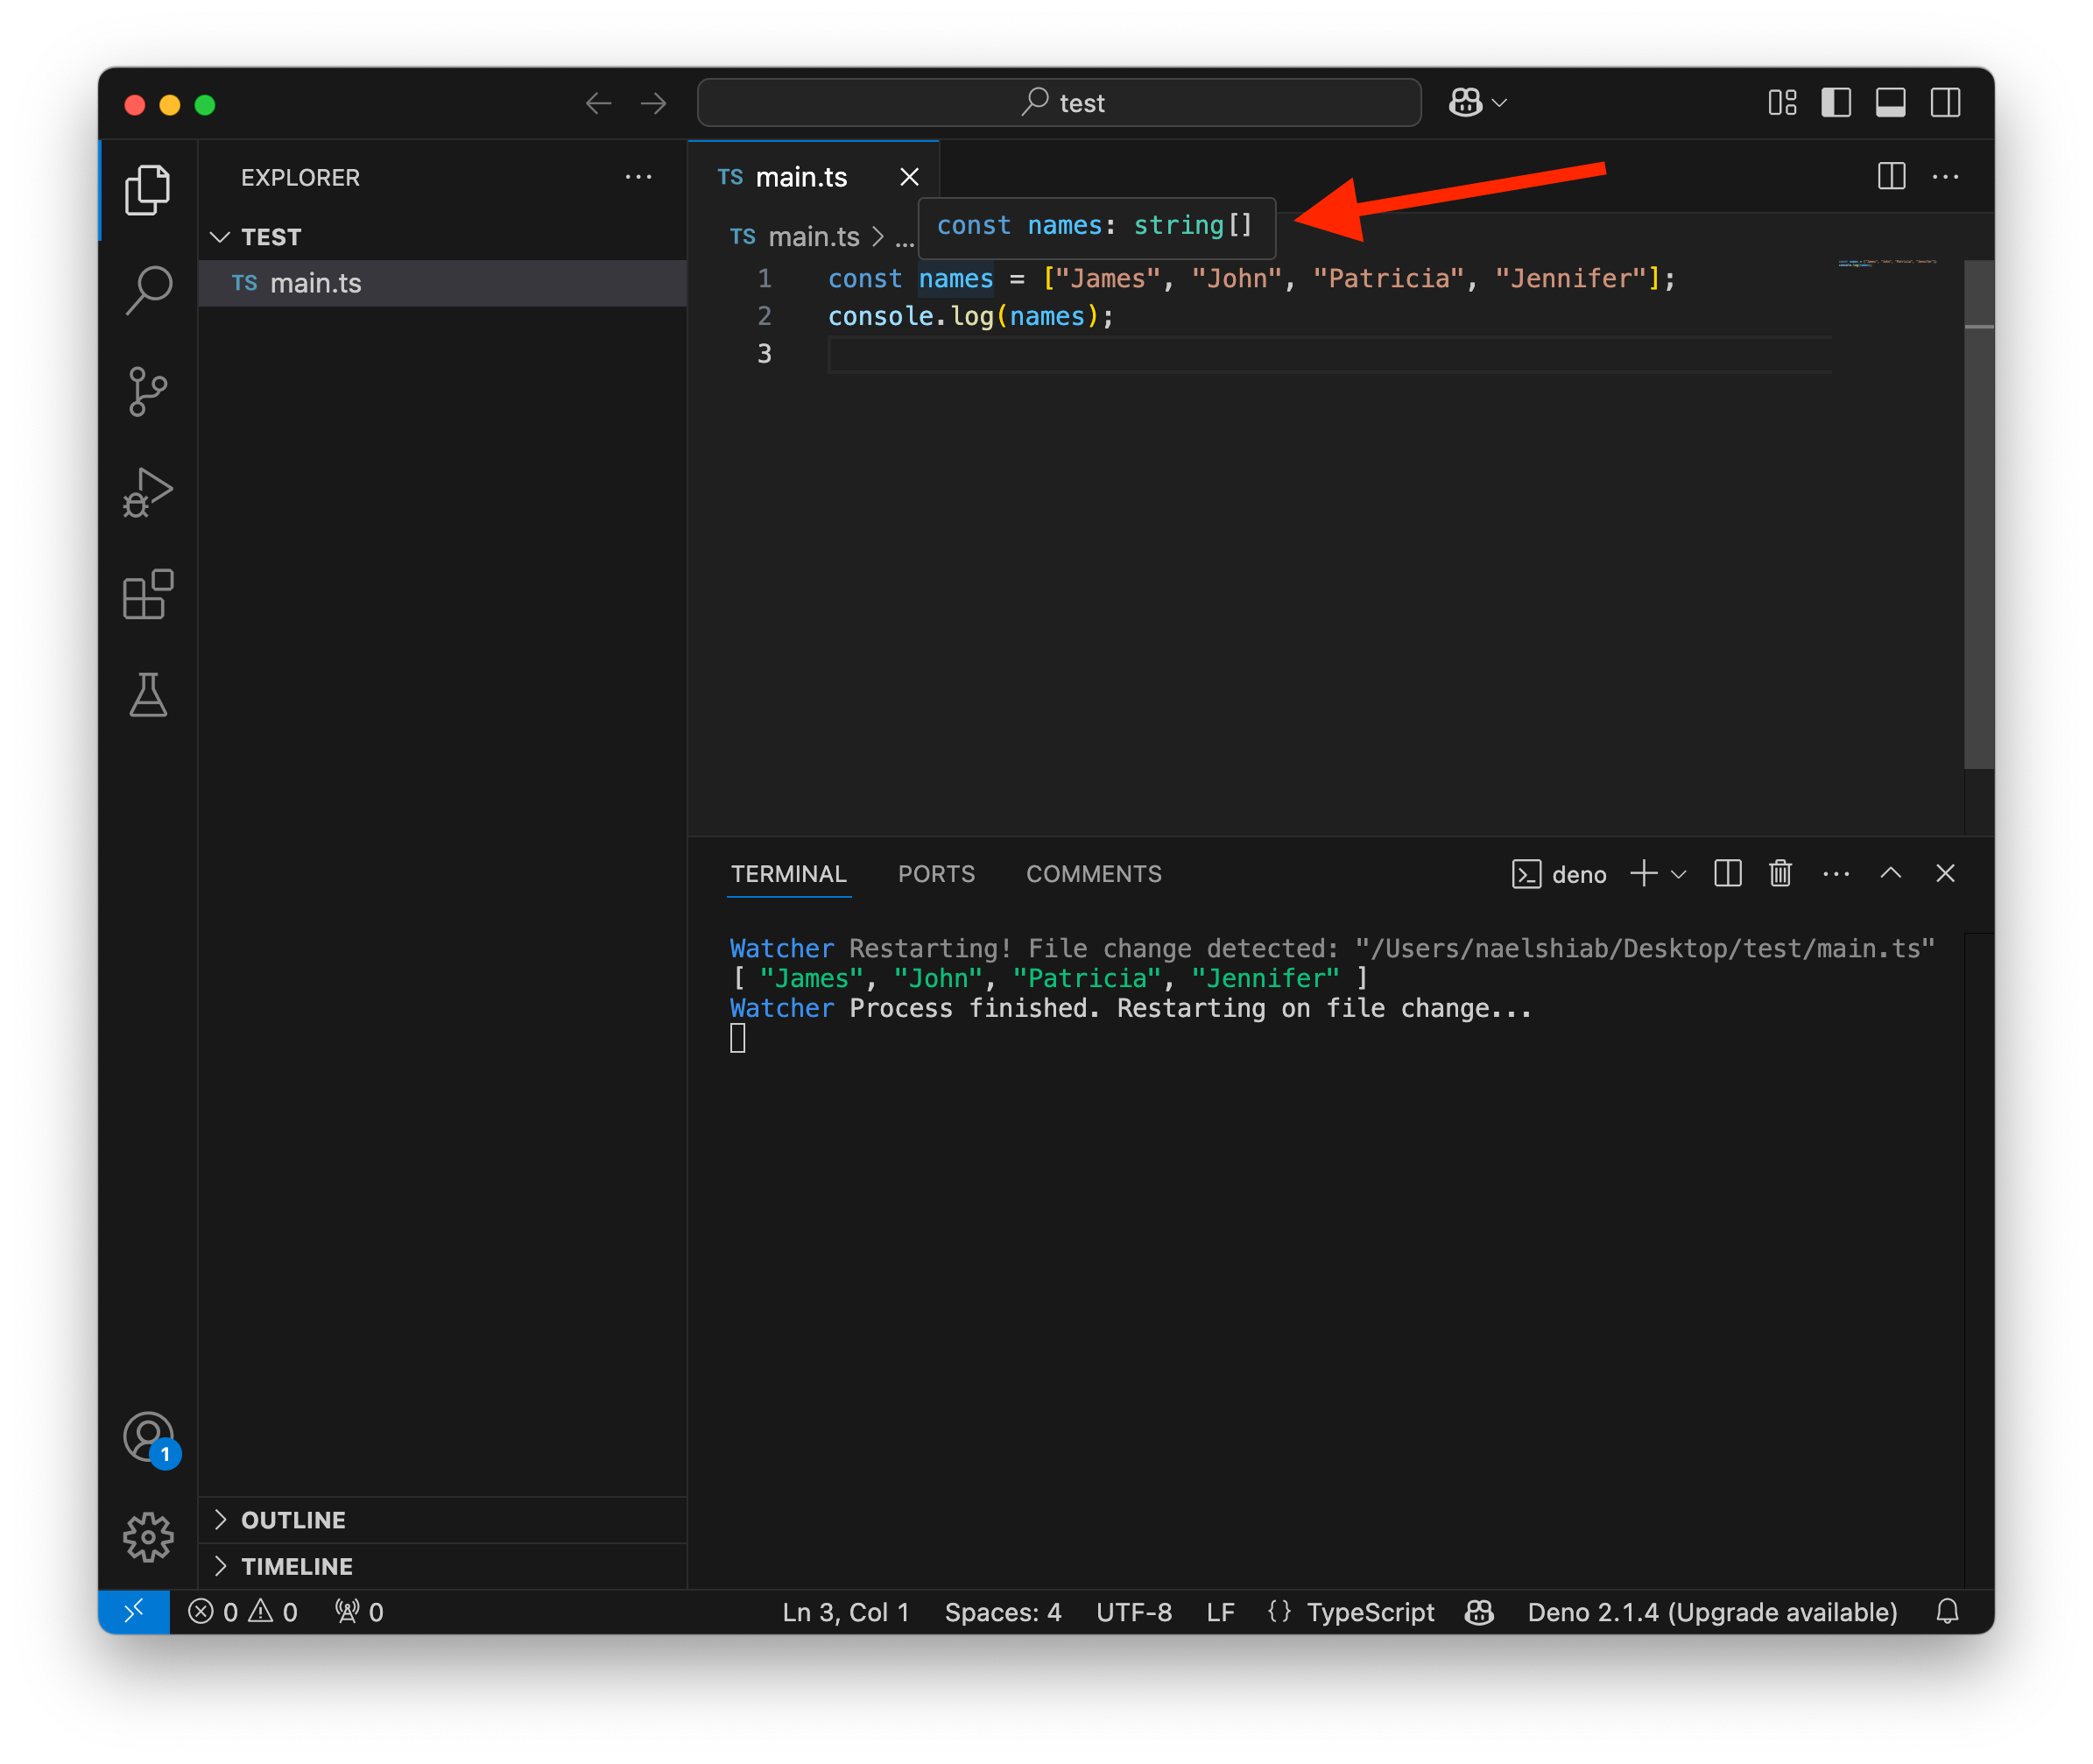 test
EXPLORER
TEST
TS main.ts
TS main.ts
TS main.ts > ...
const names: string[]
1 const names = ["James", "John", "Patricia", "Jennifer"];
2 console.log(names);
3
TERMINAL PORTS COMMENTS
deno
Watcher Restarting! File change detected: "/Users/naelshiab/Desktop/test/main.ts"
[ "James", "John", "Patricia", "Jennifer" ]
Watcher Process finished. Restarting on file change...
1
OUTLINE
TIMELINE
0 0 0 Ln 3, Col 1 Spaces: 4 UTF-8 LF {} TypeScript Deno 2.1.4 (Upgrade available)